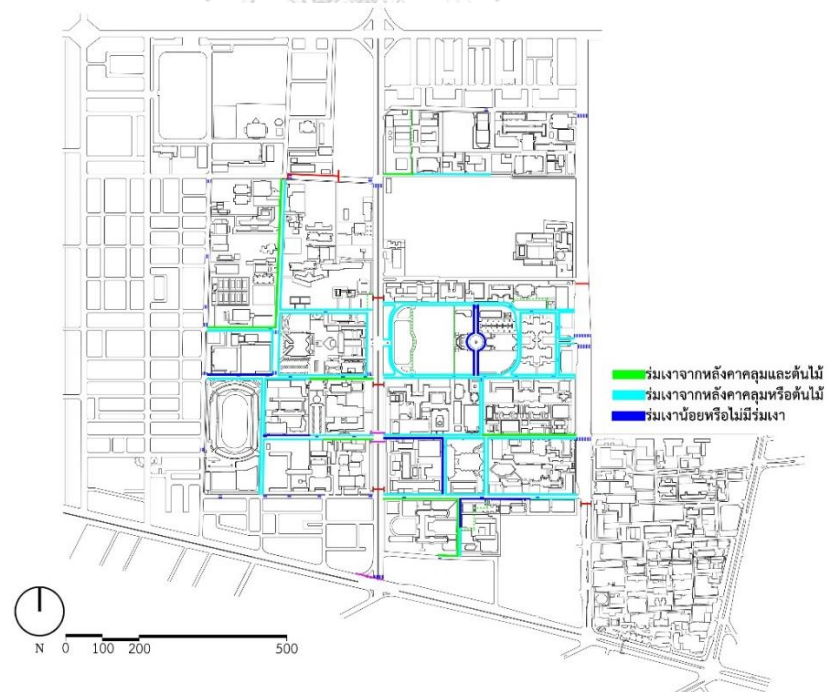 ร่มเงาจากหลังคาคลุมและต้นไม้
ร่มเงาจากหลังคาคลุมหรือต้นไม้
ร่มเงาน้อยหรือไม่มีร่มเงา
N 0 100 200 500